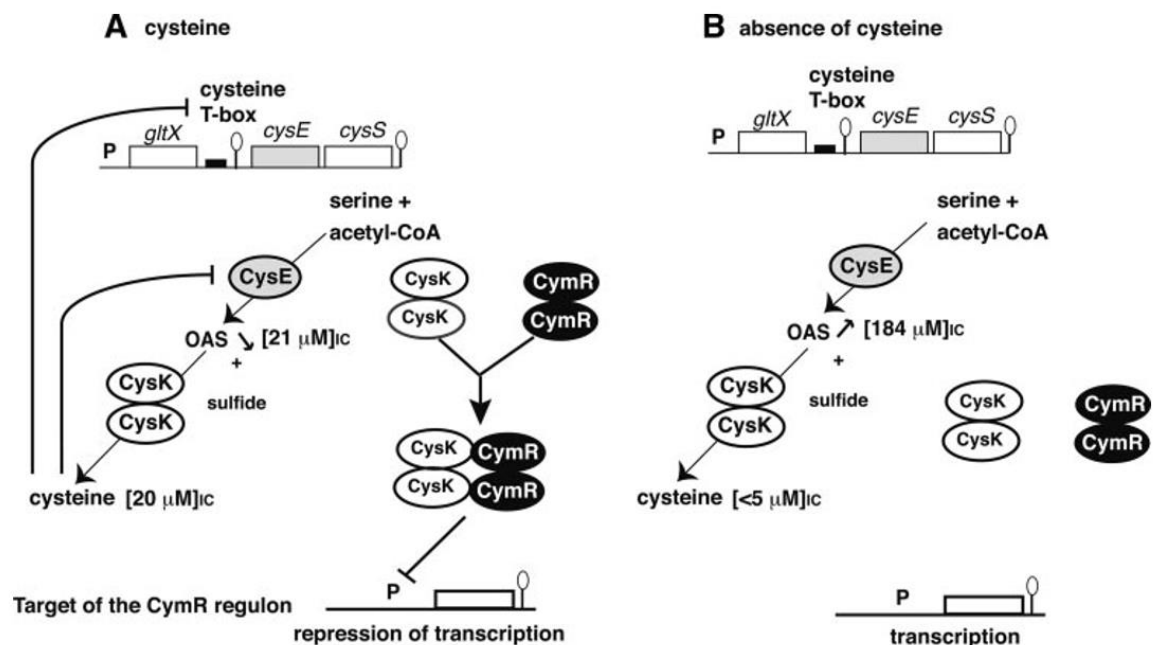 A cysteine
cysteine
T-box
gltX
cysE
cysS
P
serine +
acetyl-CoA
CysE
CysK
CysK
CymR
CymR
OAS [21 μM]IC
+
sulfide
CysK
CysK
CysK
CysK
CymR
CymR
cysteine [20 μM]IC
P
Target of the CymR regulon
repression of transcription
B absence of cysteine
cysteine
T-box
gltX
cysE
cysS
P
serine +
acetyl-CoA
CysE
OAS [184 μM]IC
+
sulfide
CysK
CysK
CysK
CysK
CymR
CymR
cysteine [<5 μM]IC
P
transcription